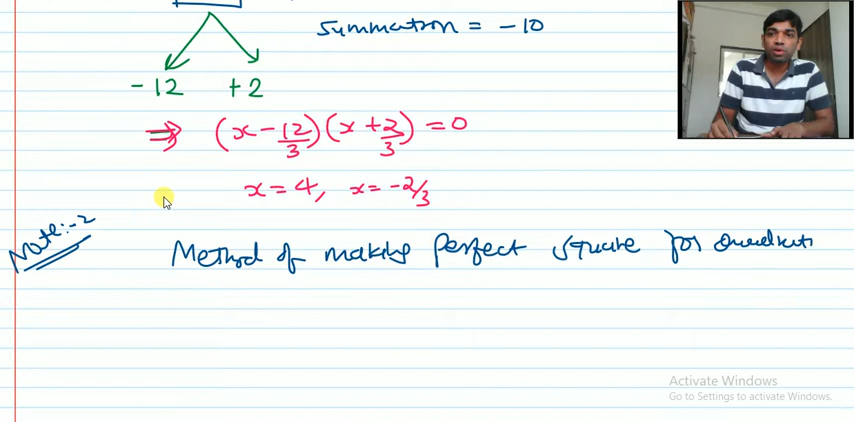 Summation = -10
-12 +2
⇒ (x - 12/3) (x + 2/3) = 0
x = 4, x = -2/3
Note:-2
Method of making perfect square for
Activate Windows
Go to Settings to activate Windows.